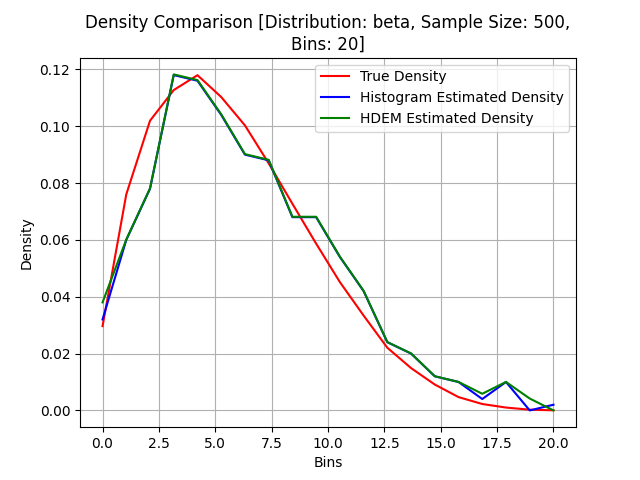 Density Comparison [Distribution: beta, Sample Size: 500,
Bins: 20]
True Density
Histogram Estimated Density
HDEM Estimated Density
Density
0.12
0.10
0.08
0.06
0.04
0.02
0.00
0.0 2.5 5.0 7.5 10.0 12.5 15.0 17.5 20.0
Bins